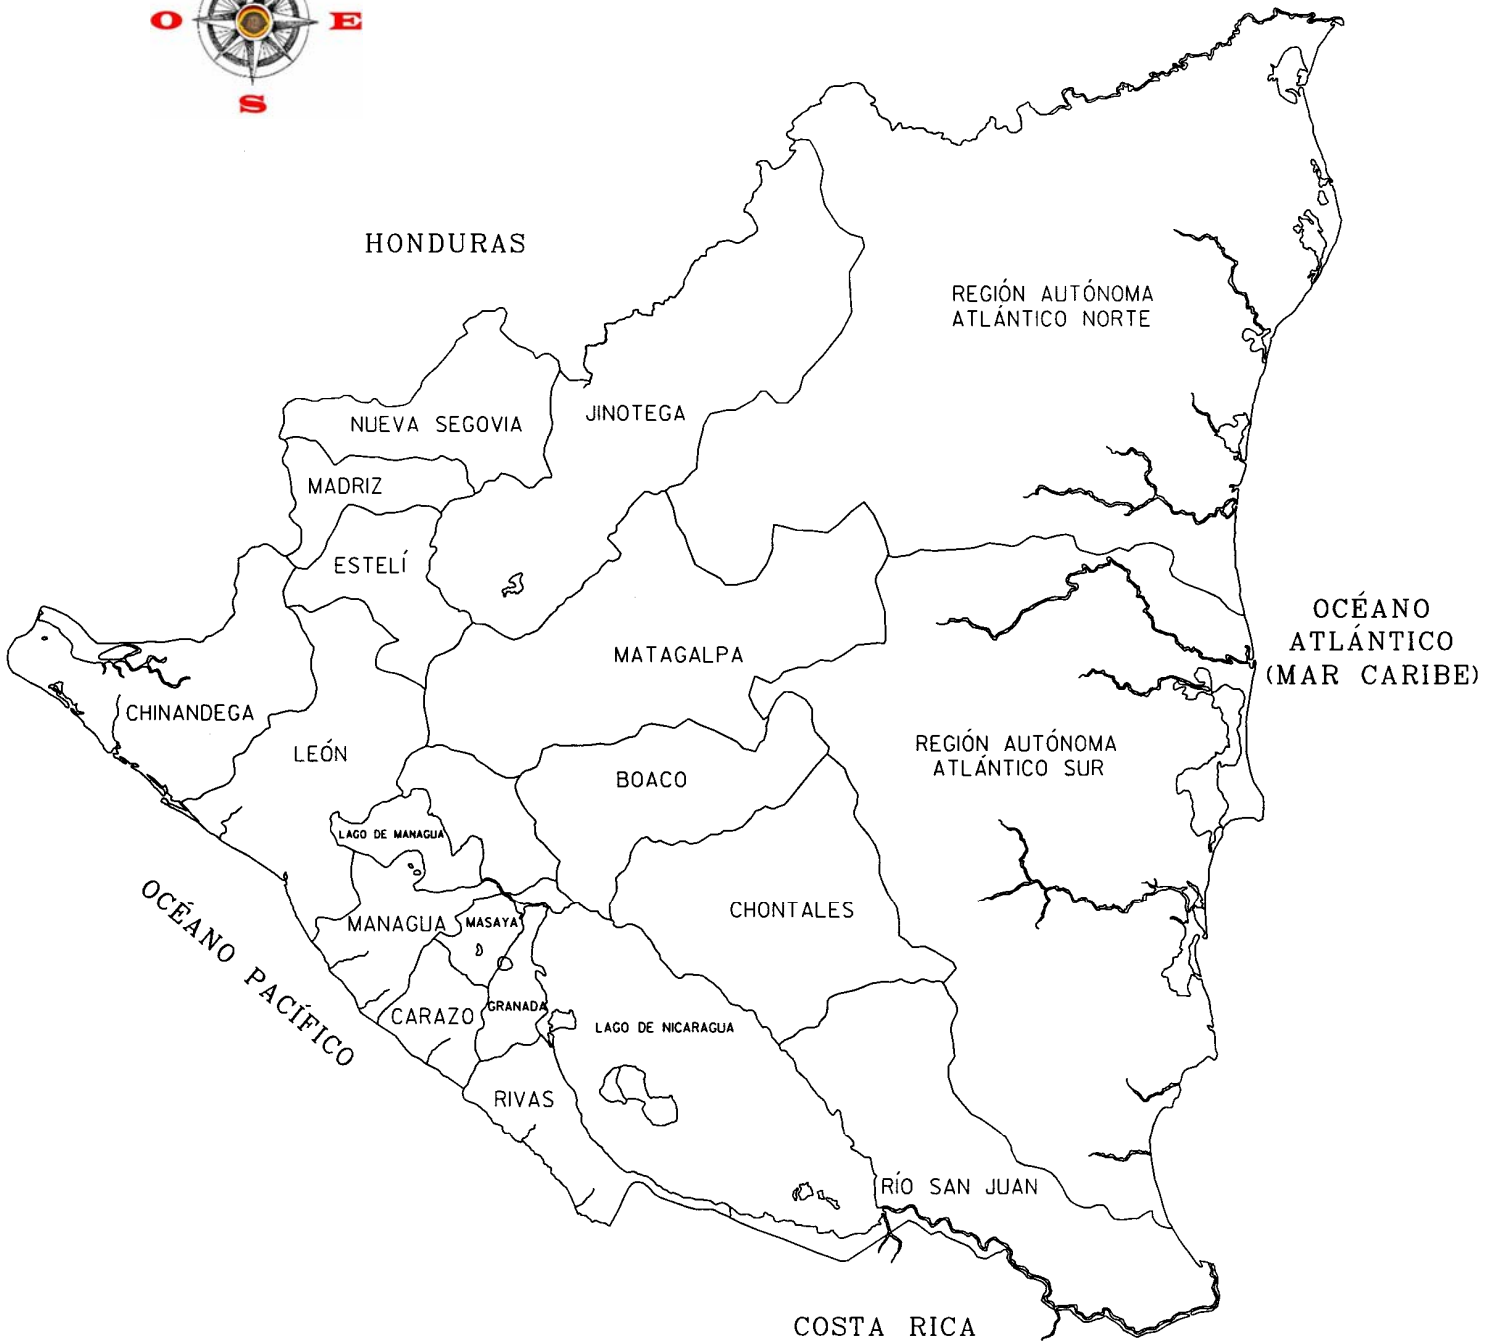 O E
S
HONDURAS
REGIÓN AUTÓNOMA
ATLÁNTICO NORTE
NUEVA SEGOVIA
JINOTEGA
MADRIZ
ESTELÍ
OCÉANO
ATLÁNTICO
(MAR CARIBE)
MATAGALPA
CHINANDEGA
LEÓN
REGIÓN AUTÓNOMA
ATLÁNTICO SUR
BOACO
LAGO DE MANAGUA
OCÉANO PACÍFICO
MANAGUA
MASAYA
CHONTALES
CARAZO
GRANADA
LAGO DE NICARAGUA
RIVAS
RÍO SAN JUAN
COSTA RICA